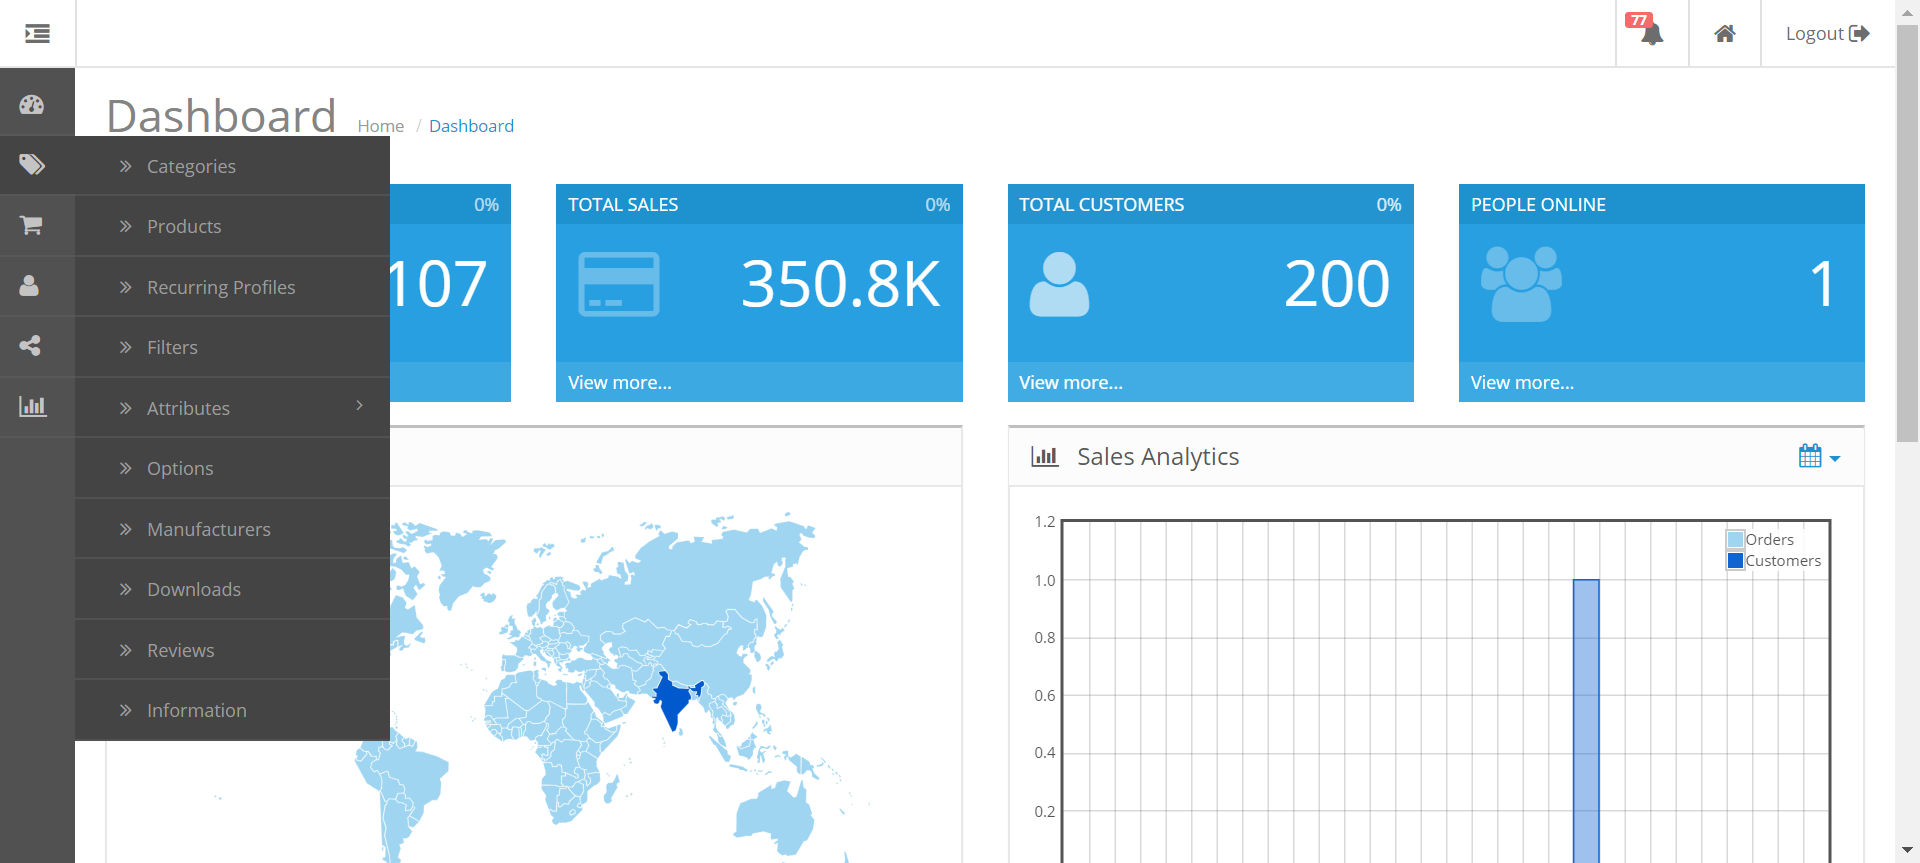 77
Logout
Dashboard
Home / Dashboard
Categories
Products
Recurring Profiles
Filters
Attributes
Options
Manufacturers
Downloads
Reviews
Information
0%
107
TOTAL SALES 0%
350.8K
View more...
TOTAL CUSTOMERS 0%
200
View more...
PEOPLE ONLINE
1
View more...
Sales Analytics
1.2
1.0
0.8
0.6
0.4
0.2
Orders
Customers